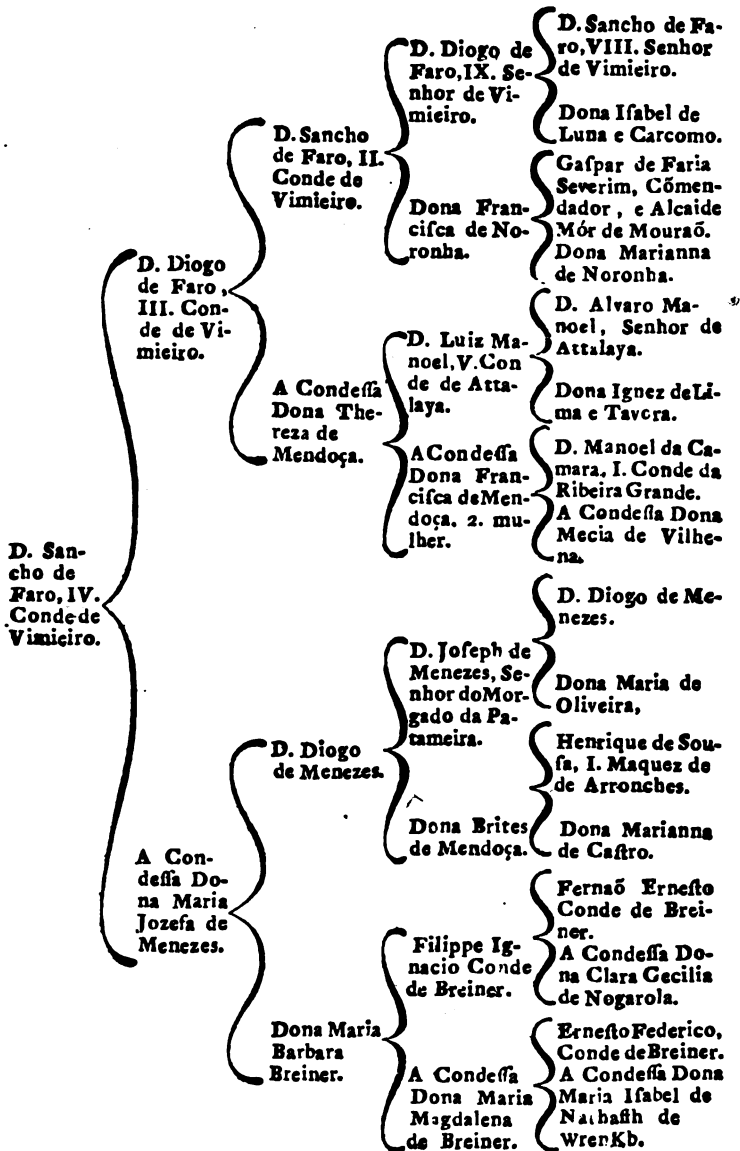 D. San-
cho de
Faro, IV.
Conde de
Vimieiro.
D. Diogo
de Faro,
III. Con-
de de Vi-
mieiro.
A Con-
deſſa Do-
na Maria
Jozefa de
Menezes.
D. Sancho
de Faro, II.
Conde de
Vimieiro.
A Condeſſa
Dona The-
reza de
Mendoça.
D. Diogo
de Menezes.
Dona Maria
Barbara
Breiner.
D. Diogo de
Faro, IX. Se-
nhor de Vi-
mieiro.
Dona Fran-
ciſca de No-
ronha.
D. Luiz Ma-
noel, V. Con
de de Atta-
laya.
A Condeſſa
Dona Fran-
ciſca de Men-
doça. 2. mu-
lher.
D. Joſeph de
Menezes, Se-
nhor do Mor-
gado da Pa-
tameira.
Dona Brites
de Mendoça.
Filippe Ig-
nacio Conde
de Breiner.
A Condeſſa
Dona Maria
Magdalena
de Breiner.
D. Sancho de Fa-
ro, VIII. Senhor
de Vimieiro.
Dona Iſabel de
Luna e Carcomo.
Gaſpar de Faria
Severim, Cõmen-
dador, e Alcaide
Mór de Mouraõ.
Dona Marianna
de Noronha.
D. Alvaro Ma-
noel, Senhor de
Attalaya.
Dona Ignez de Li-
ma e Tavora.
D. Manoel da Ca-
mara, I. Conde da
Ribeira Grande.
A Condeſſa Dona
Mecia de Vilhe-
na.
D. Diogo de Me-
nezes.
Dona Maria de
Oliveira,
Henrique de Sou-
ſa, I. Maquez de
de Arronches.
Dona Marianna
de Caſtro.
Fernaõ Erneſto
Conde de Brei-
ner.
A Condeſſa Do-
na Clara Cecilia
de Nogarola.
Erneſto Federico,
Conde de Breiner.
A Condeſſa Dona
Maria Iſabel de
de